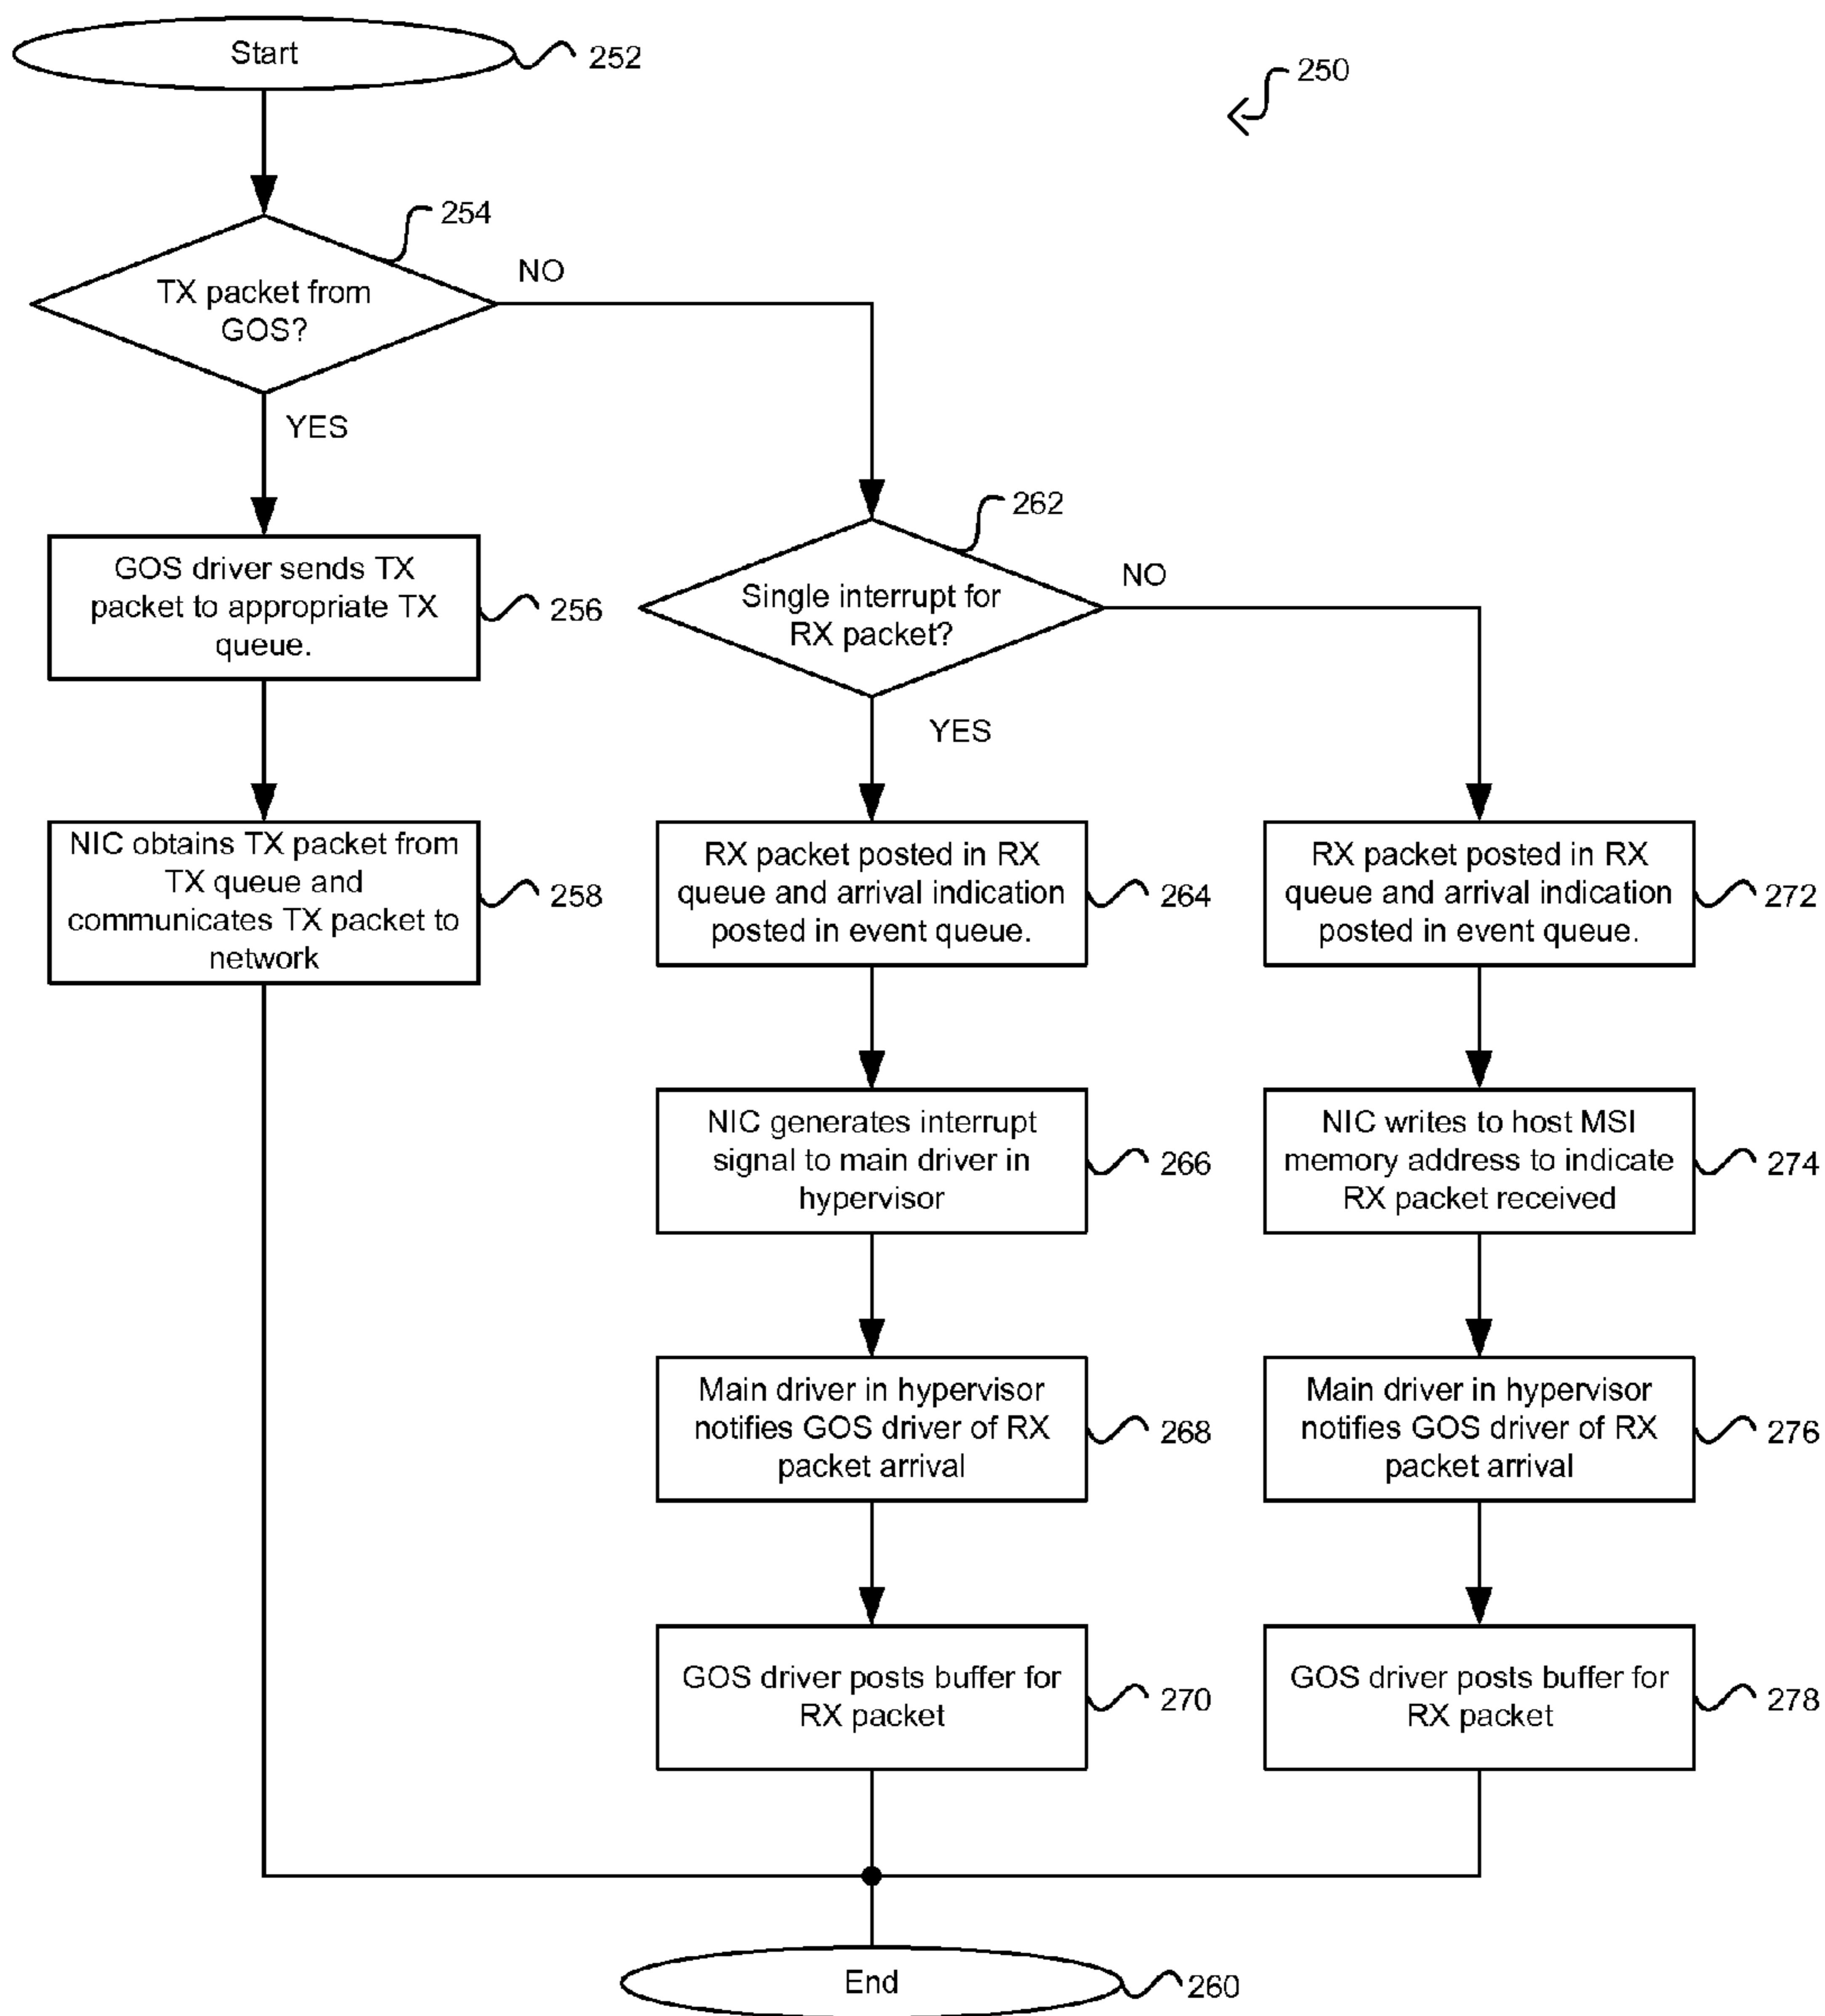 Start
252
250
254
TX packet from
GOS?
NO
YES
262
Single interrupt for
RX packet?
NO
YES
GOS driver sends TX
packet to appropriate TX
queue.
256
NIC obtains TX packet from
TX queue and
communicates TX packet to
network
258
RX packet posted in RX
queue and arrival indication
posted in event queue.
264
RX packet posted in RX
queue and arrival indication
posted in event queue.
272
NIC generates interrupt
signal to main driver in
hypervisor
266
NIC writes to host MSI
memory address to indicate
RX packet received
274
Main driver in hypervisor
notifies GOS driver of RX
packet arrival
268
Main driver in hypervisor
notifies GOS driver of RX
packet arrival
276
GOS driver posts buffer for
RX packet
270
GOS driver posts buffer for
RX packet
278
End
260